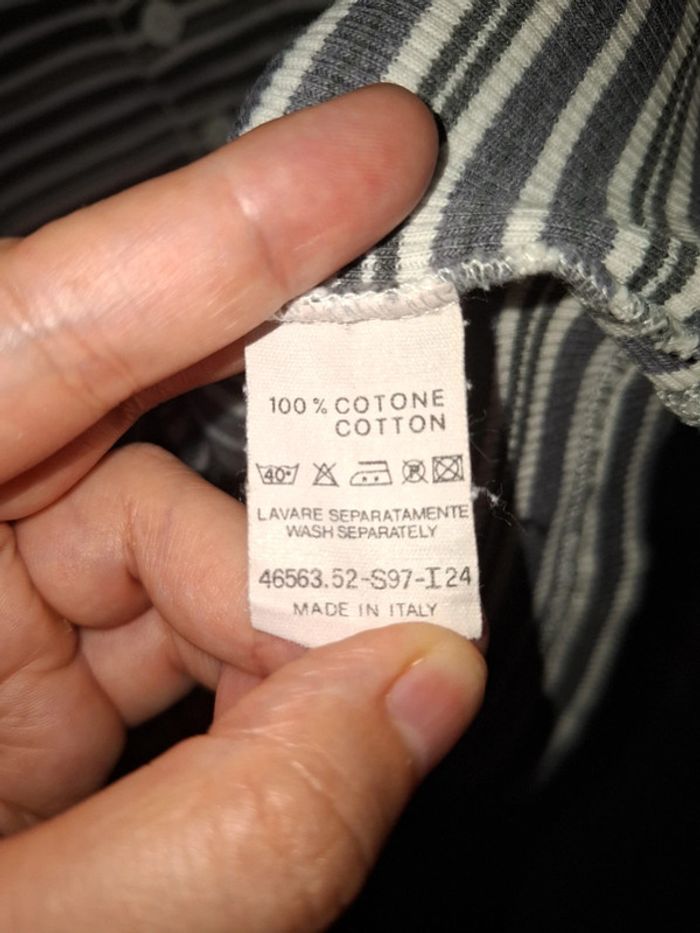 100% COTONE
COTTON
40°
P
LAVARE SEPARATAMENTE
WASH SEPARATELY
46563.52-S97-I24
MADE IN ITALY